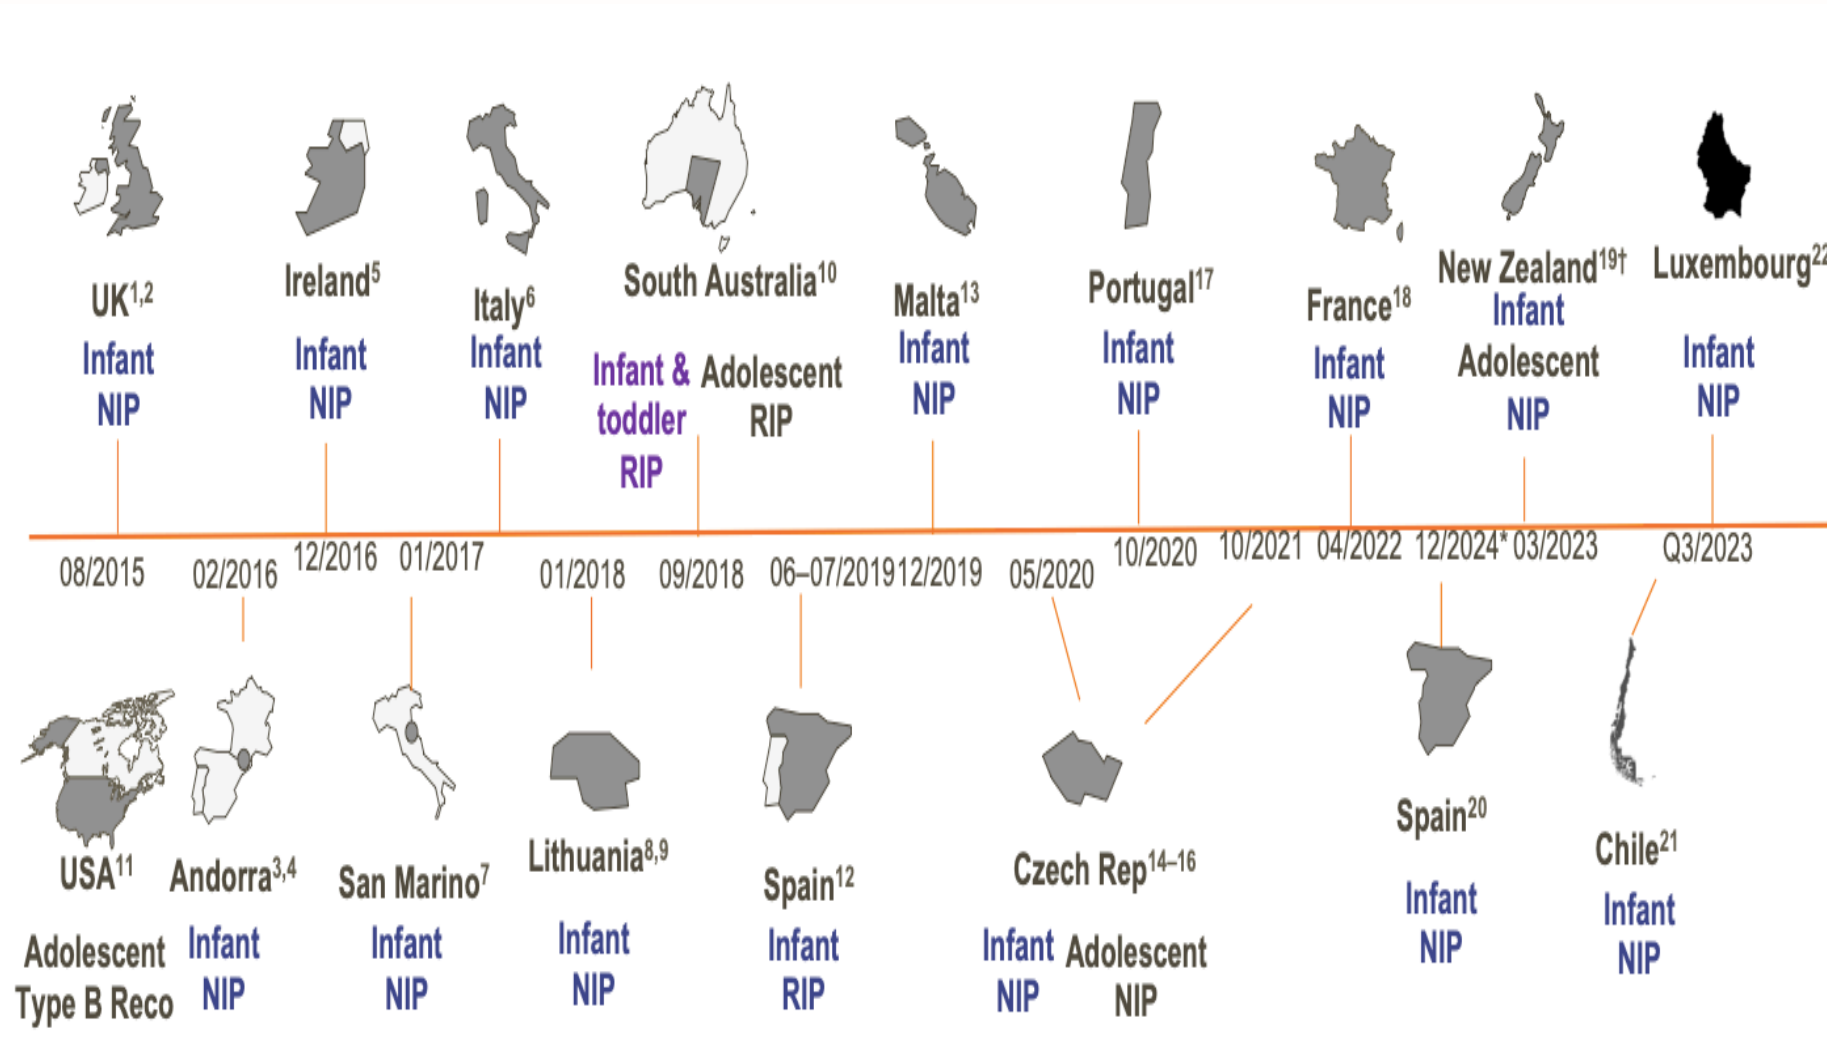 UK1,2
Infant
NIP
Ireland5
Infant
NIP
Italy6
Infant
NIP
South Australia10
Infant & toddler RIP
Adolescent RIP
Malta13
Infant
NIP
Portugal17
Infant
NIP
France18
Infant
NIP
New Zealand19†
Infant
Adolescent
NIP
Luxembourg22
Infant
NIP
08/2015
02/2016
12/2016
01/2017
01/2018
09/2018
06–07/2019
12/2019
05/2020
10/2020
10/2021
04/2022
12/2024*
03/2023
Q3/2023
USA11
Adolescent
Type B Reco
Andorra3,4
Infant
NIP
San Marino7
Infant
NIP
Lithuania8,9
Infant
NIP
Spain12
Infant
RIP
Czech Rep14–16
Infant
NIP
Adolescent
NIP
Spain20
Infant
NIP
Chile21
Infant
NIP